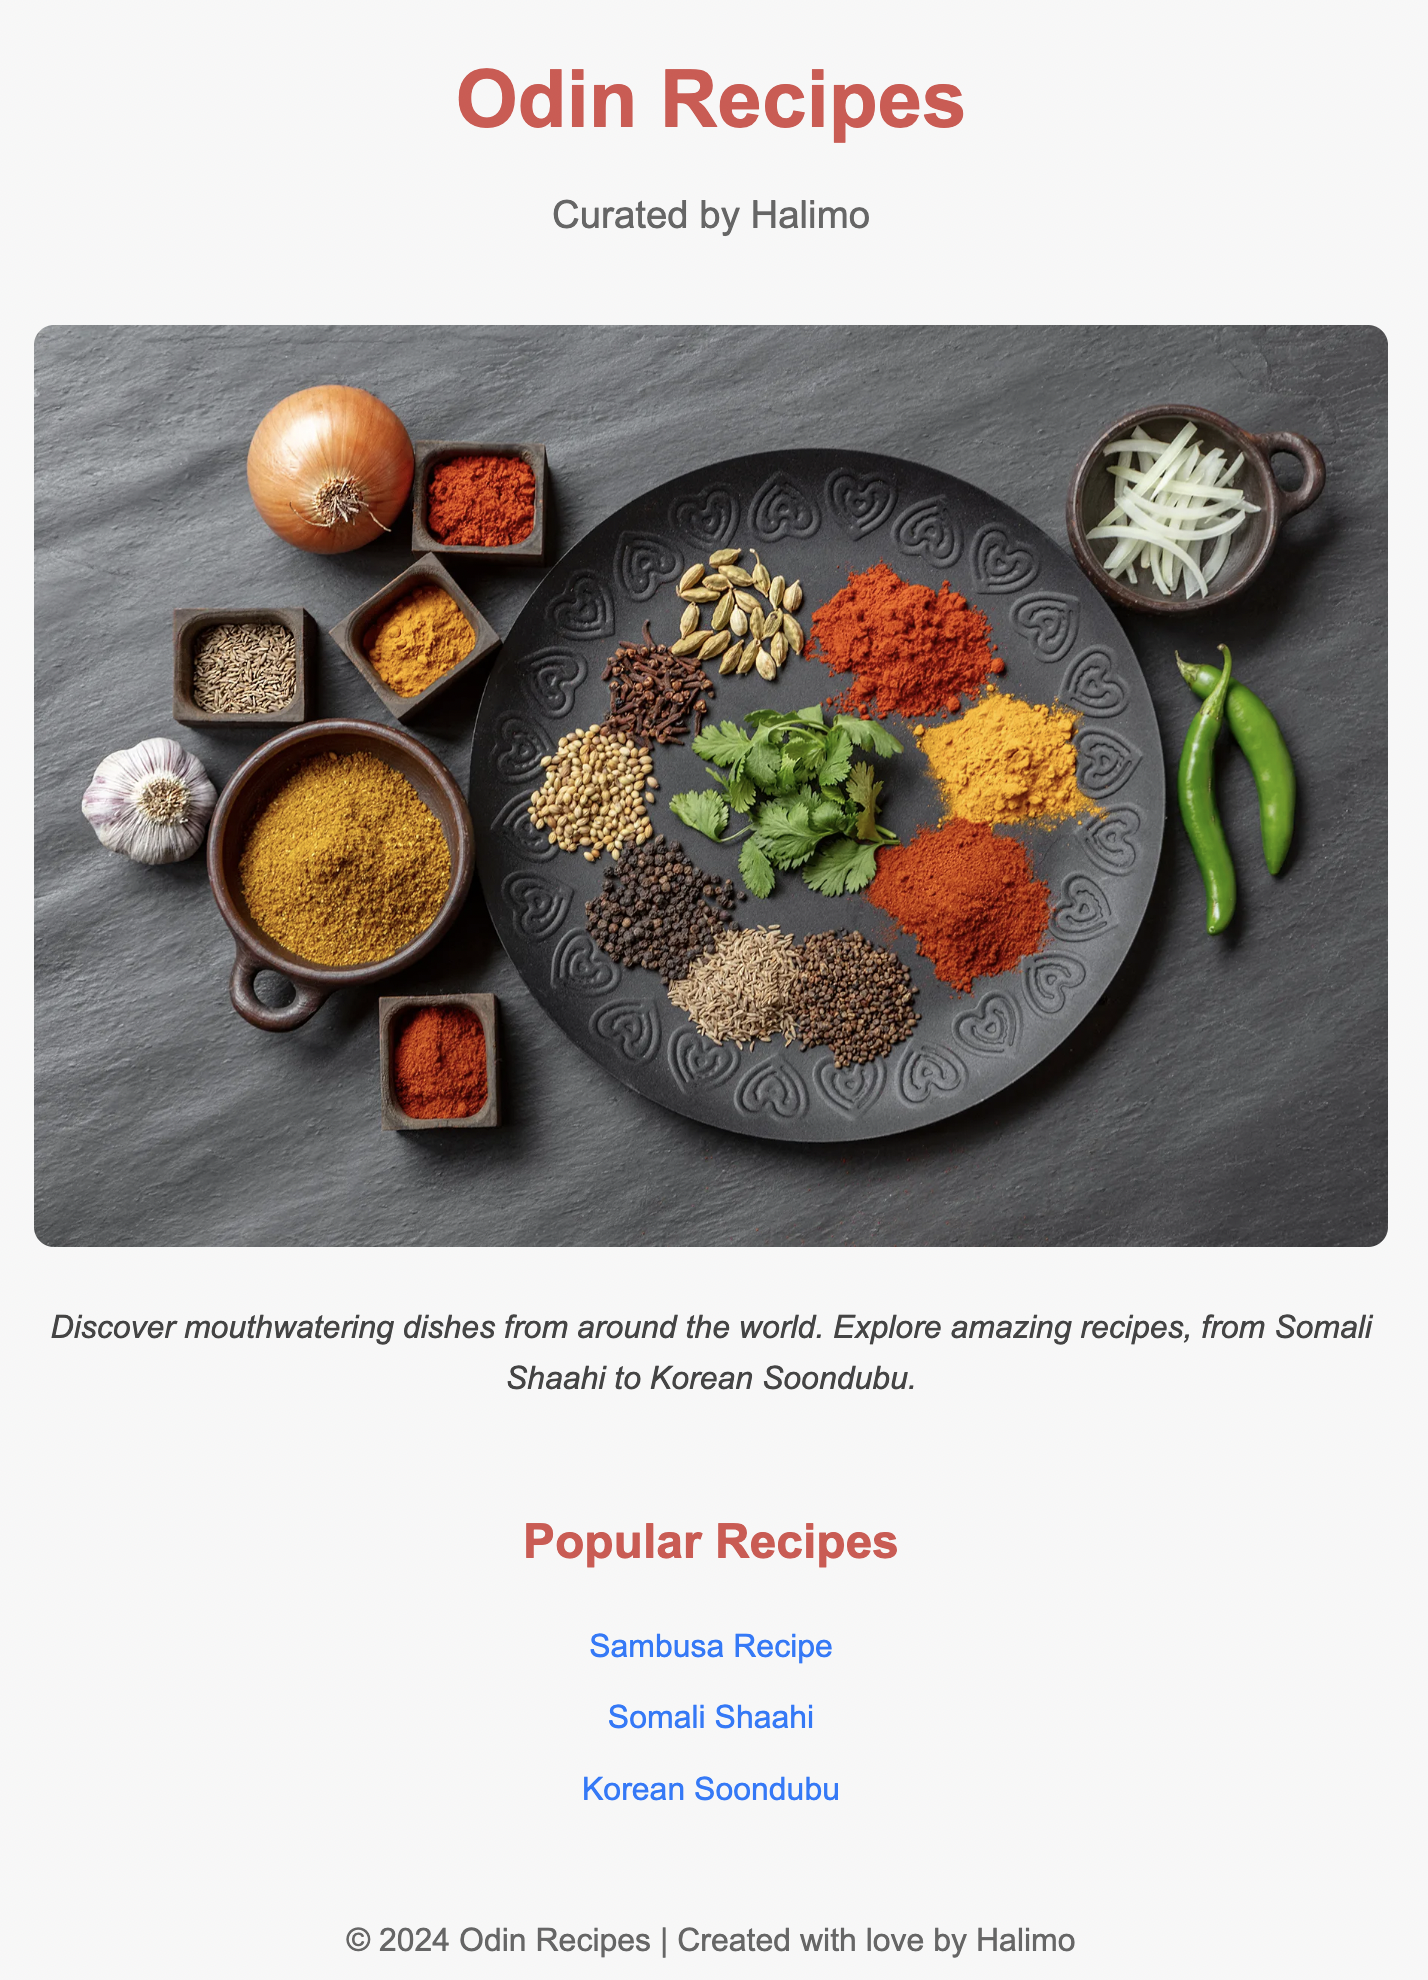 Odin Recipes
Curated by Halimo
Discover mouthwatering dishes from around the world. Explore amazing recipes, from Somali
Shaahi to Korean Soondubu.
Popular Recipes
Sambusa Recipe
Somali Shaahi
Korean Soondubu
© 2024 Odin Recipes | Created with love by Halimo